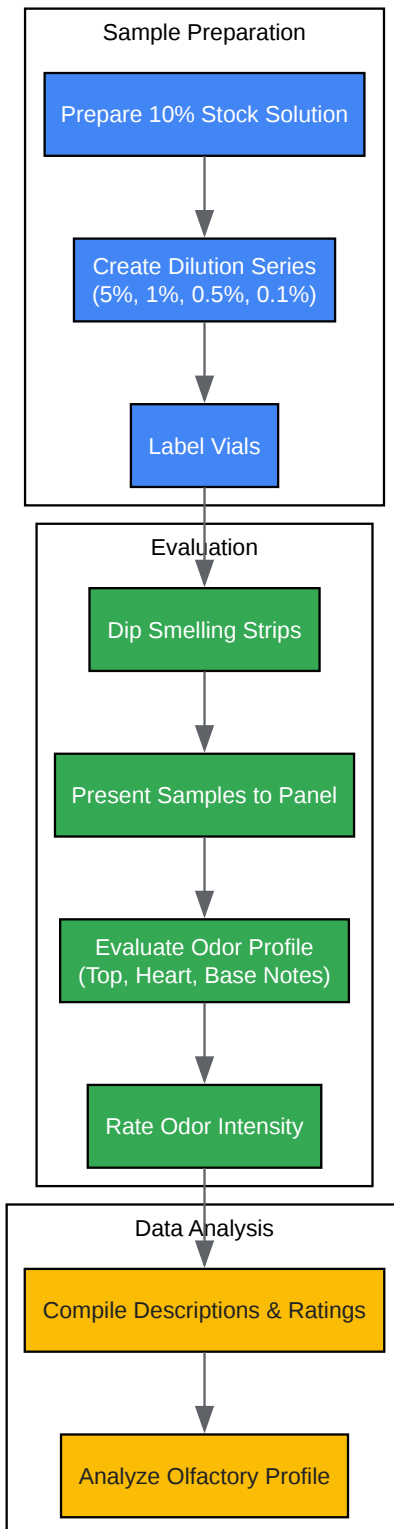 Sample Preparation
Prepare 10% Stock Solution
Create Dilution Series
(5%, 1%, 0.5%, 0.1%)
Label Vials
Evaluation
Dip Smelling Strips
Present Samples to Panel
Evaluate Odor Profile
(Top, Heart, Base Notes)
Rate Odor Intensity
Data Analysis
Compile Descriptions & Ratings
Analyze Olfactory Profile